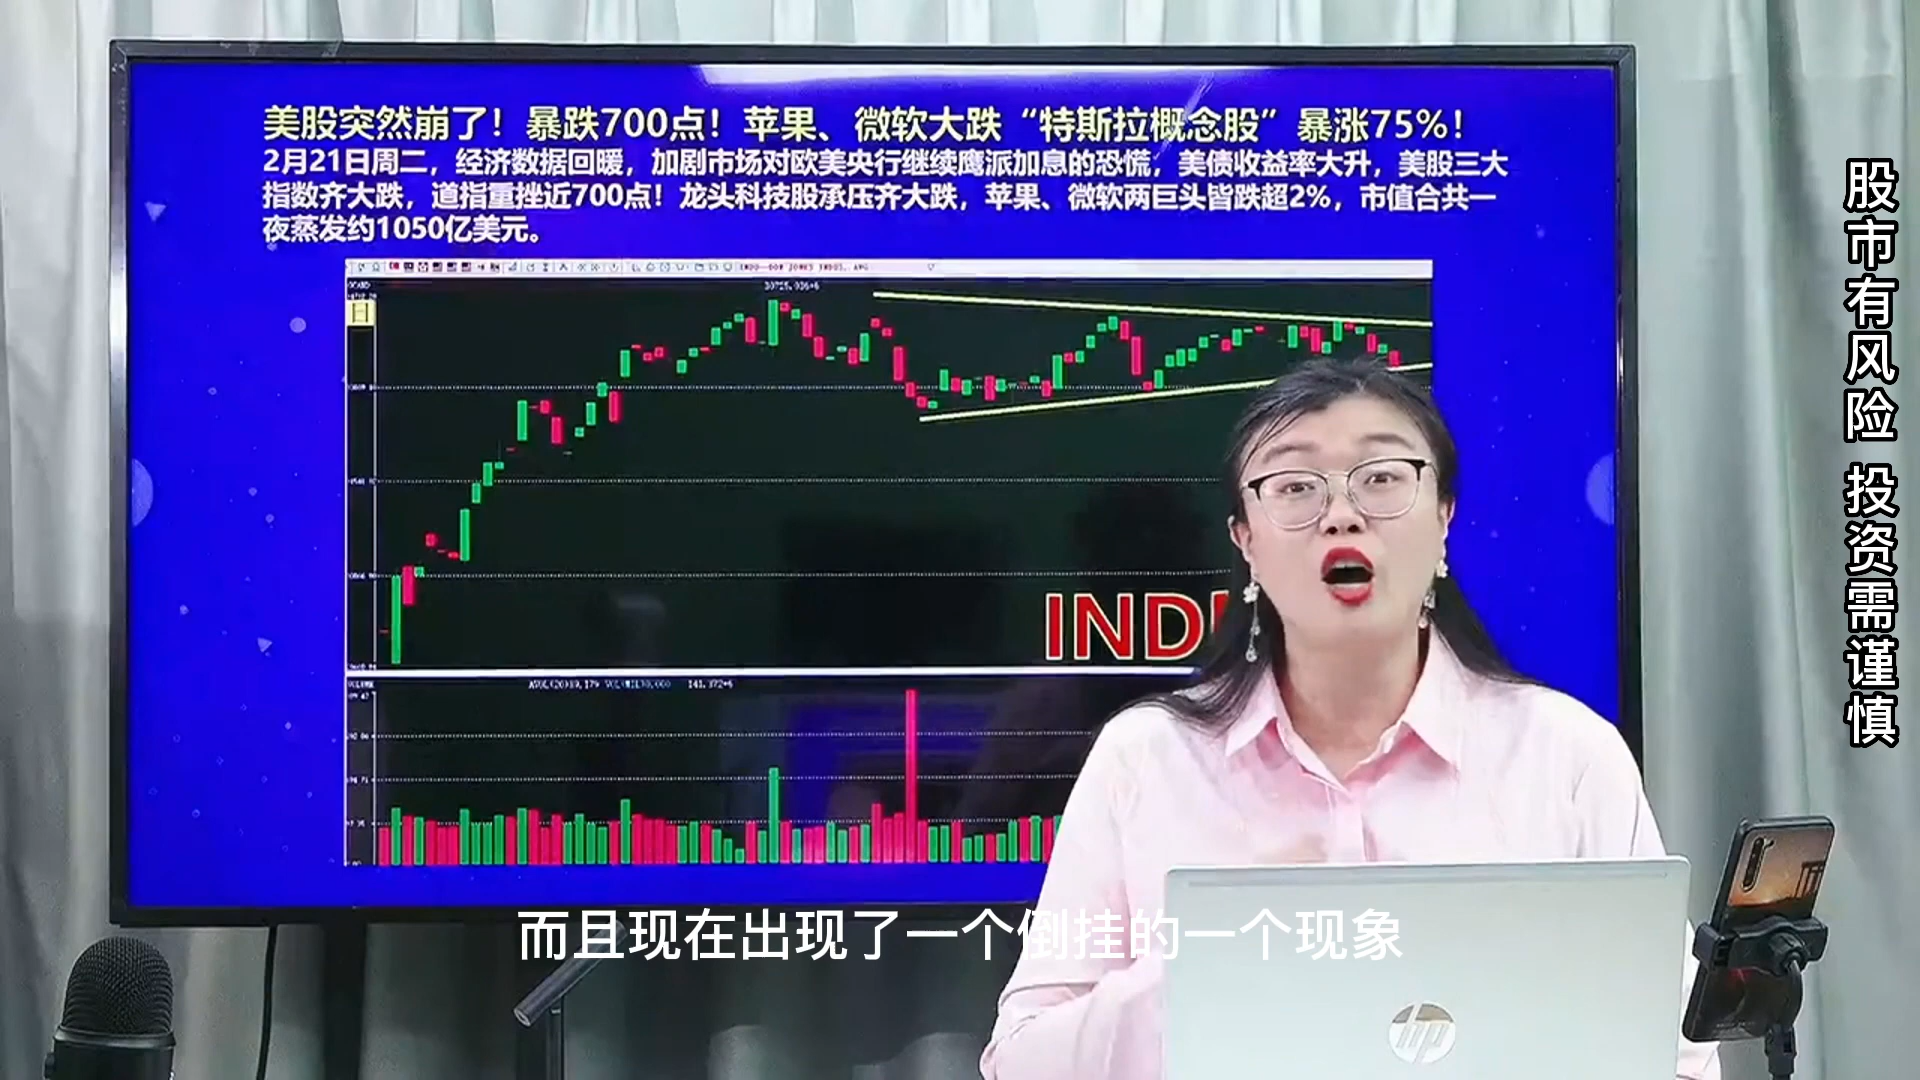 美股突然崩了！暴跌700点！苹果、微软大跌“特斯拉概念股”暴涨75%！
2月21日周二，经济数据回暖，加剧市场对欧美央行继续鹰派加息的恐慌，美债收益率大升，美股三大
指数齐大跌，道指重挫近700点！龙头科技股承压齐大跌，苹果、微软两巨头皆跌超2%，市值合共一
夜蒸发约1050亿美元。
日
IND
股市有风险 投资需谨慎
而且现在出现了一个倒挂的一个现象
hp